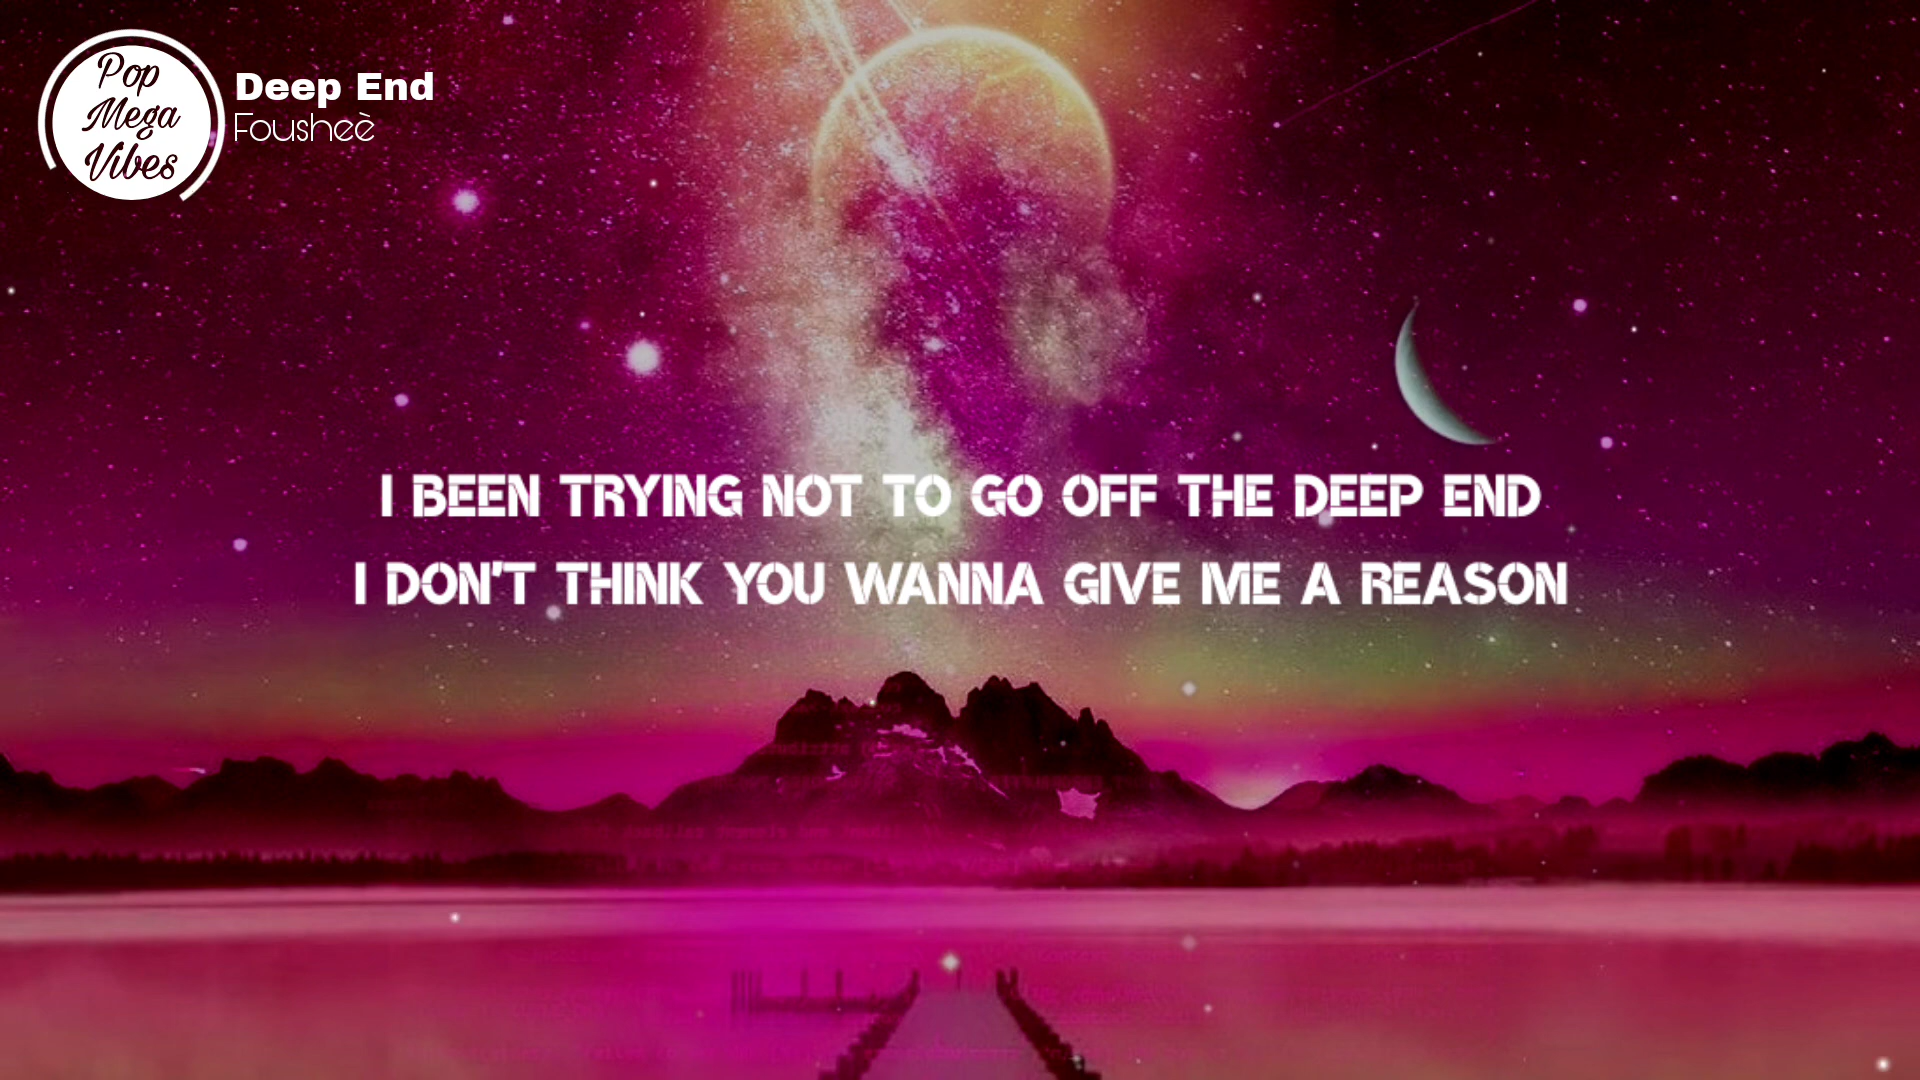 Pop
Mega
Vibes
Deep End
Fousheè
I BEEN TRYING NOT TO GO OFF THE DEEP END
I DON'T THINK YOU WANNA GIVE ME A REASON